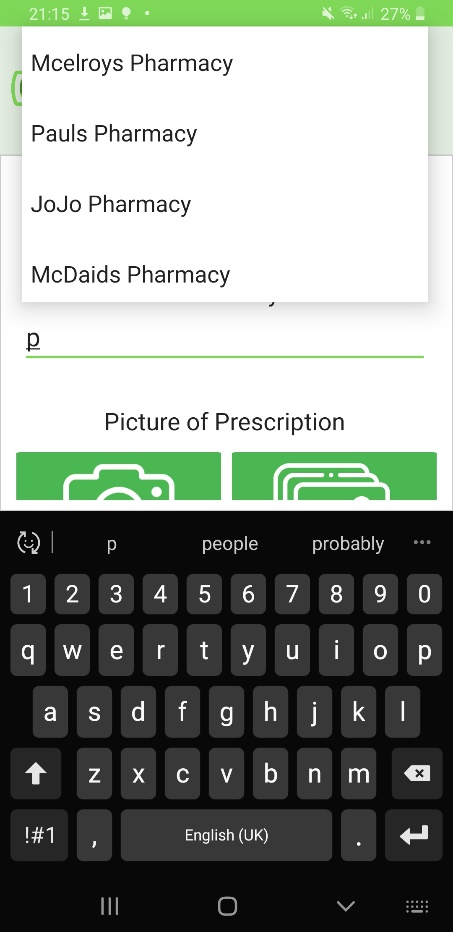 21:15 27%
Mcelroys Pharmacy
Pauls Pharmacy
JoJo Pharmacy
McDaids Pharmacy
p
Picture of Prescription
p people probably
1 2 3 4 5 6 7 8 9 0
q w e r t y u i o p
a s d f g h j k l
z x c v b n m
!#1 , English (UK) .